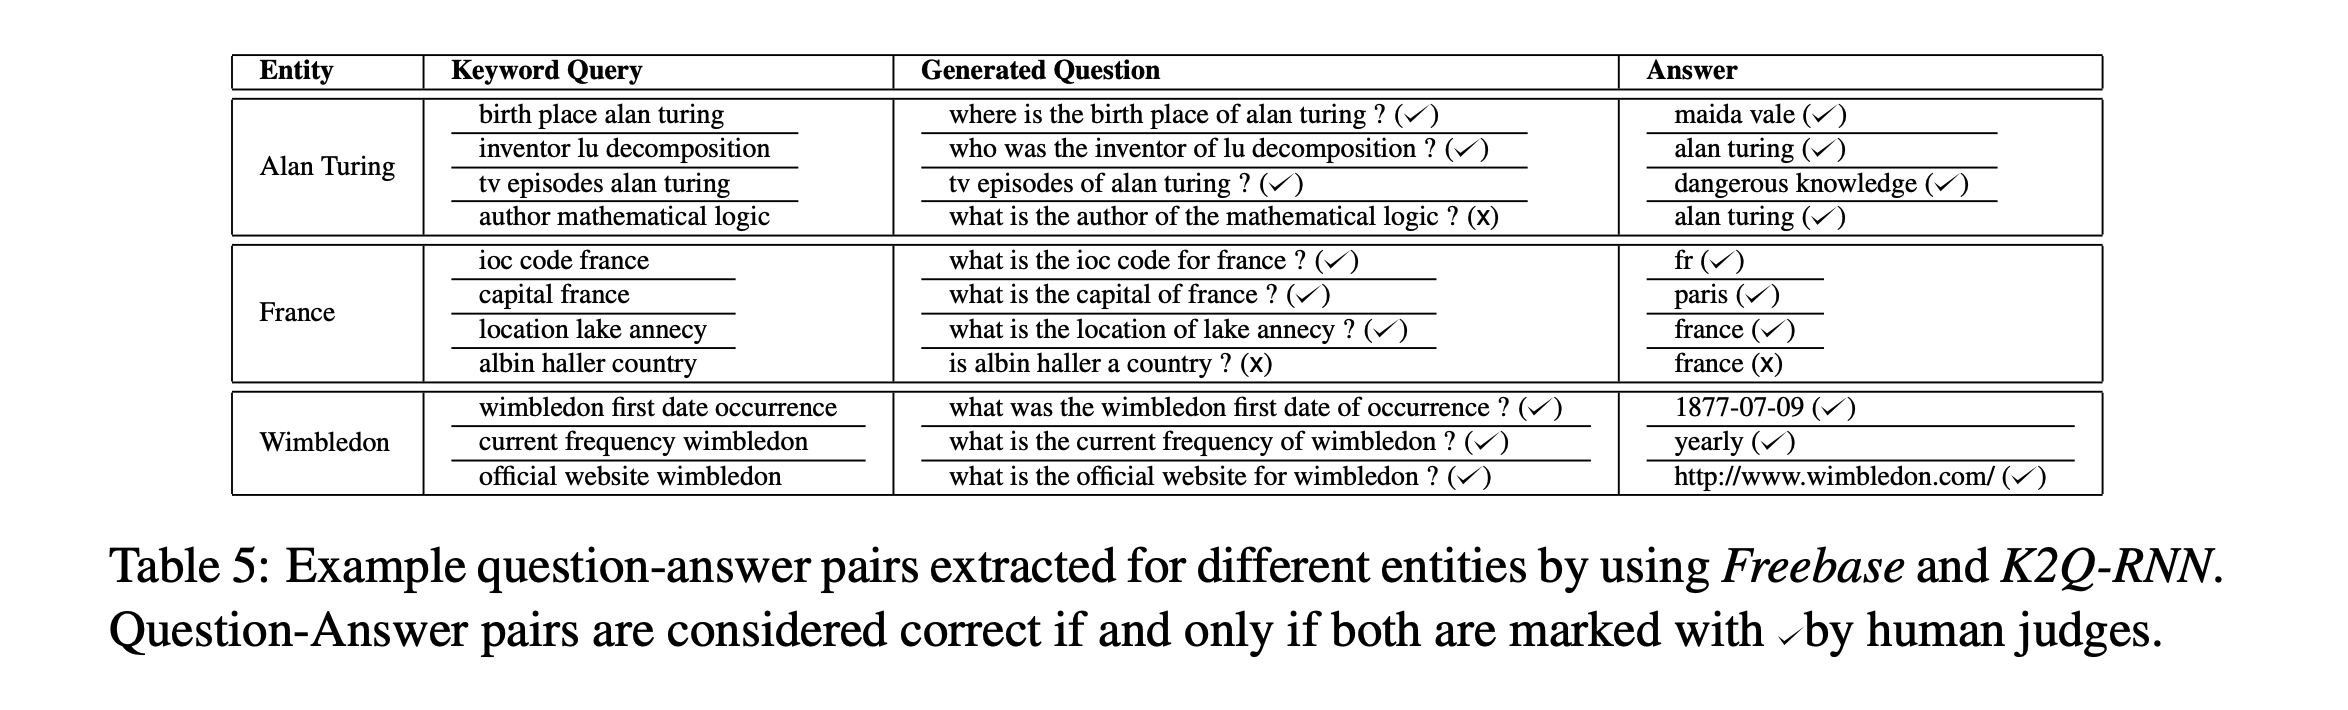 Entity Keyword Query Generated Question Answer
birth place alan turing where is the birth place of alan turing ? (✓) maida vale (✓)
inventor lu decomposition who was the inventor of lu decomposition ? (✓) alan turing (✓)
Alan Turing
tv episodes alan turing tv episodes of alan turing ? (✓) dangerous knowledge (✓)
author mathematical logic what is the author of the mathematical logic ? (x) alan turing (✓)
ioc code france what is the ioc code for france ? (✓) fr (✓)
capital france what is the capital of france ? (✓) paris (✓)
France
location lake annecy what is the location of lake annecy ? (✓) france (✓)
albin haller country is albin haller a country ? (x) france (x)
wimbledon first date occurrence what was the wimbledon first date of occurrence ? (✓) 1877-07-09 (✓)
Wimbledon current frequency wimbledon what is the current frequency of wimbledon ? (✓) yearly (✓)
official website wimbledon what is the official website for wimbledon ? (✓) http://www.wimbledon.com/ (✓)
Table 5: Example question-answer pairs extracted for different entities by using Freebase and K2Q-RNN.
Question-Answer pairs are considered correct if and only if both are marked with ✓by human judges.